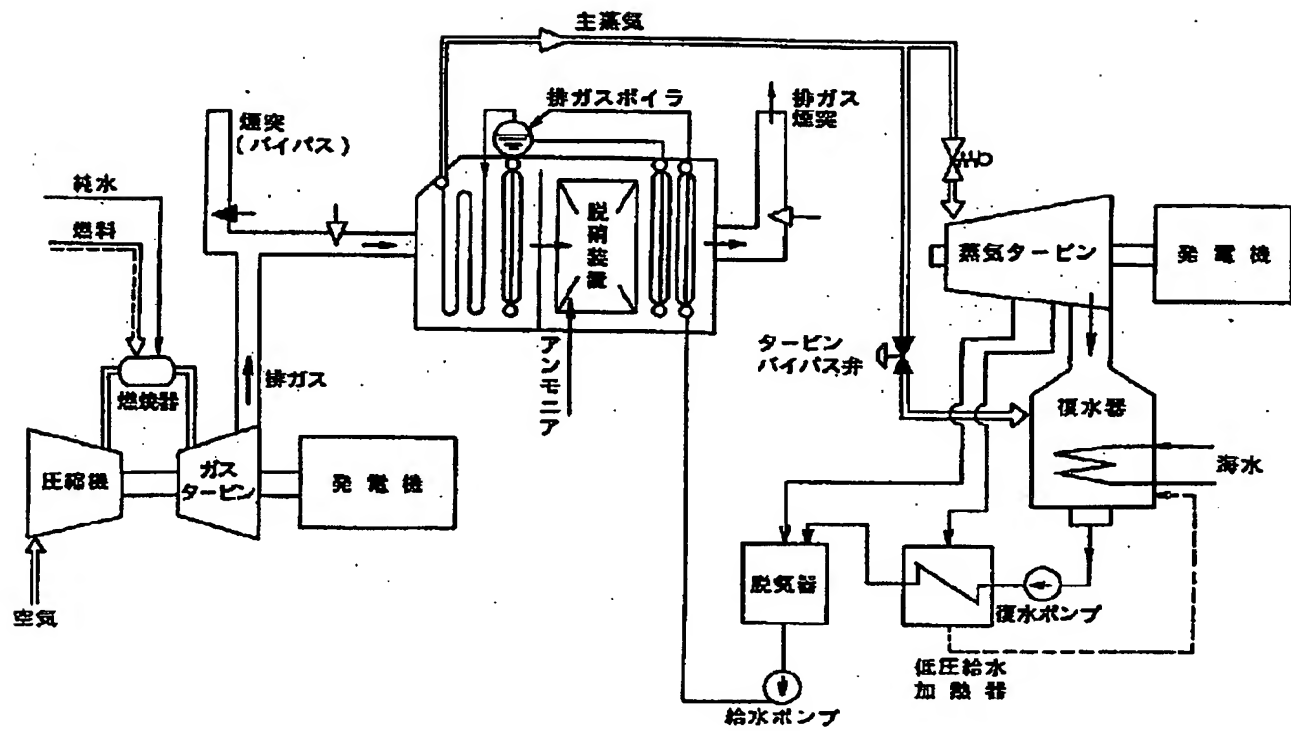 主蒸気
煙突
(バイパス)
排ガスボイラ
排ガス
煙突
純水
燃料
脱硝装置
蒸気タービン
発電機
アンモニア
タービン
バイパス弁
排ガス
燃焼器
復水器
海水
圧縮機
ガス
タービン
発電機
空気
脱気器
復水ポンプ
低圧給水
加熱器
給水ポンプ